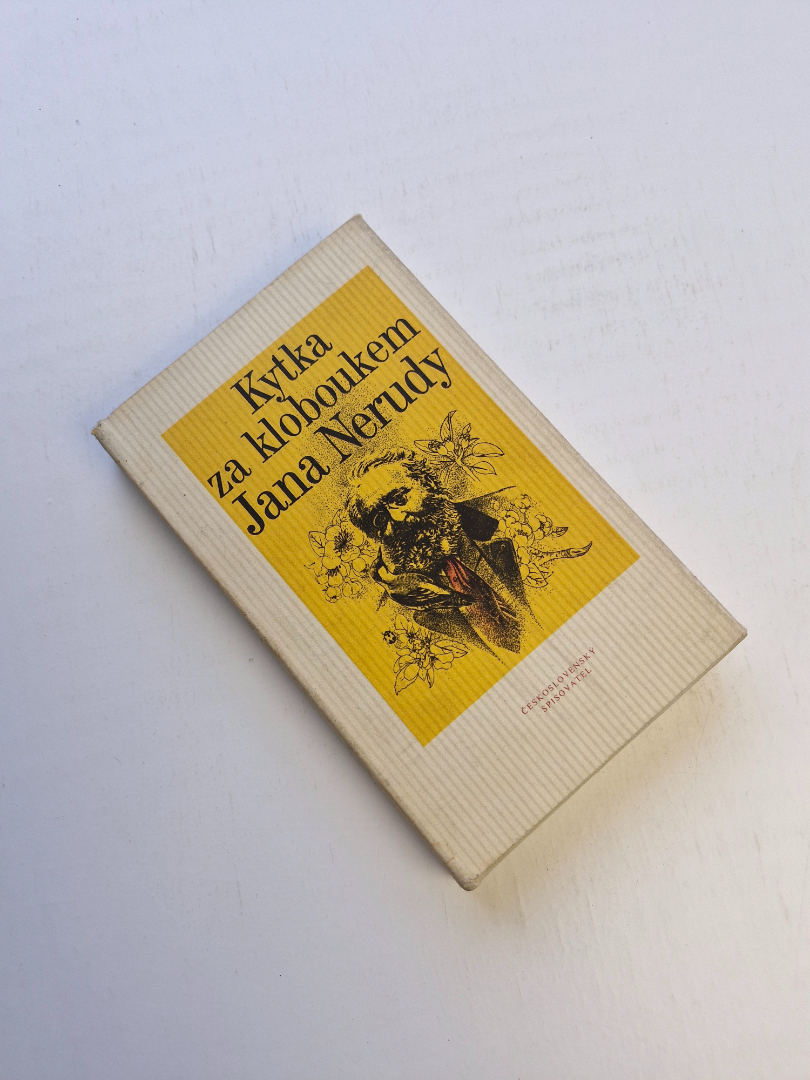 Kytka
za kloboukem
Jana Nerudy
ČESKOSLOVENSKÝ
SPISOVATEL